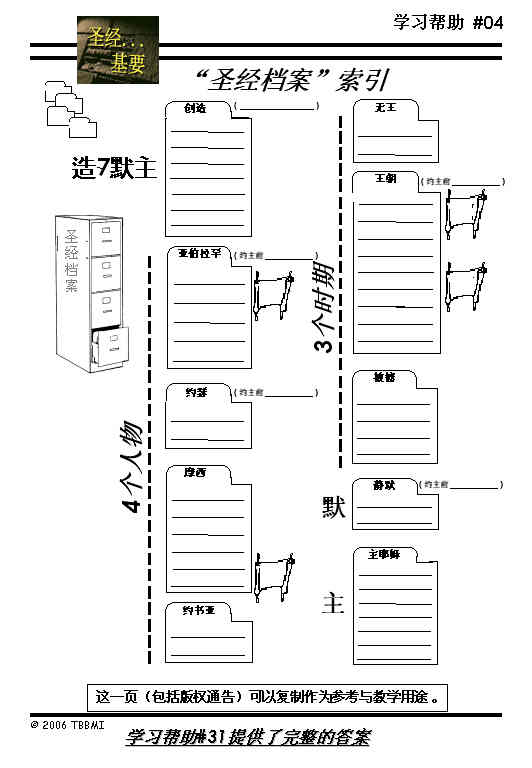 学习帮助 #04
圣经...
基要
“圣经档案”索引
造7默主
圣经档案
4个人物
创造
( ____________ )
亚伯拉罕
( 约主前 ________ )
约瑟
( 约主前 ________ )
摩西
约书亚
3个时期
无王
王朝
( 约主前 ________ )
被掳
默
静默
( 约主前 ________ )
主
主耶稣
这一页（包括版权通告）可以复制作为参考与教学用途。
© 2006 TBBMI
学习帮助#31提供了完整的答案